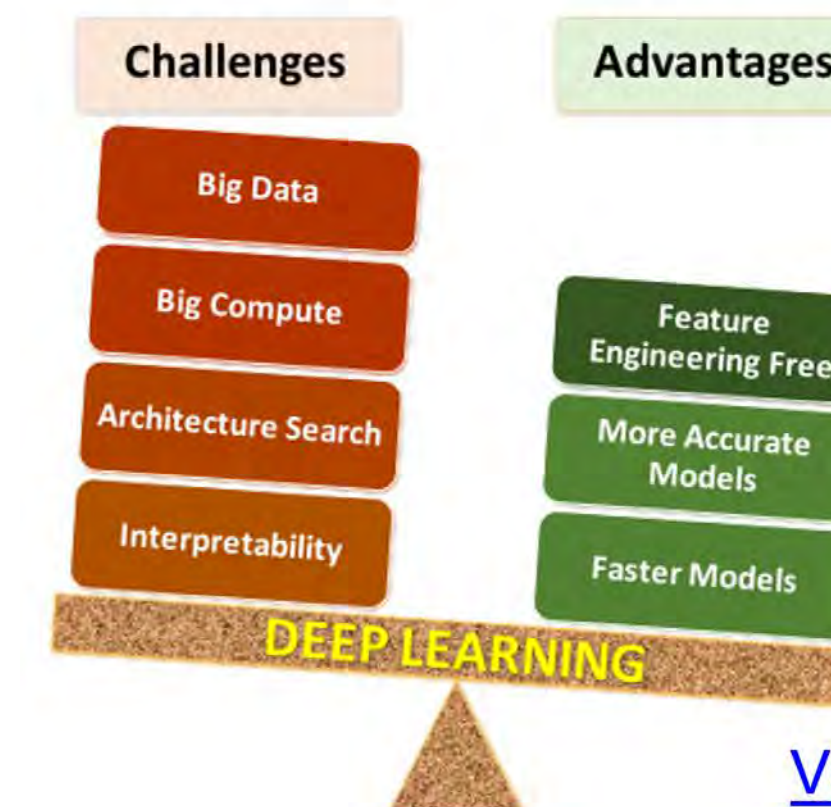 Challenges
Big Data
Big Compute
Architecture Search
Interpretability
Advantages
Feature
Engineering Free
More Accurate
Models
Faster Models
DEEP LEARNING